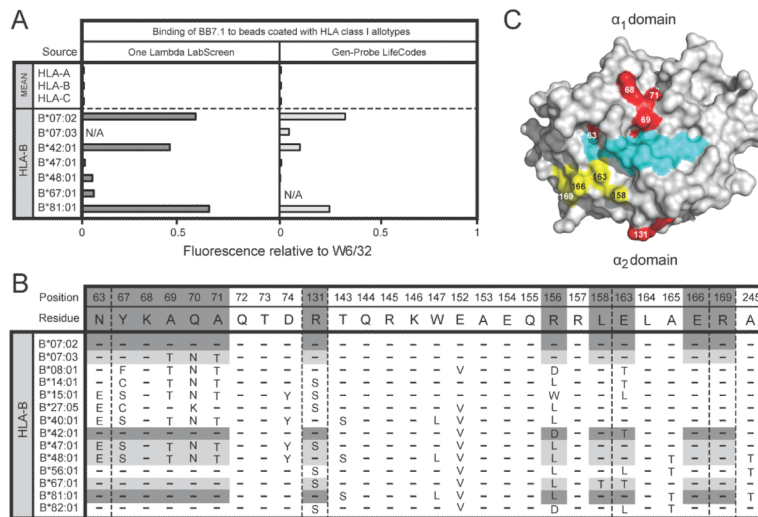 A
Binding of BB7.1 to beads coated with HLA class I allotypes
Source One Lambda LabScreen Gen-Probe LifeCodes
MEAN
HLA-A
HLA-B
HLA-C
HLA-B
B*07:02
B*07:03 N/A
B*42:01
B*47:01
B*48:01
B*67:01 N/A
B*81:01
0 0.5 0 0.5 1
Fluorescence relative to W6/32
C
α1 domain
68 71
69
63
163
166
169 158
131
α2 domain
B
Position 63 67 68 69 70 71 72 73 74 131 143 144 145 146 147 152 153 154 155 156 157 158 163 164 165 166 169 245
Residue N Y K A Q A Q T D R T Q R K W E A E Q R R L E L A E R A
HLA-B
B*07:02 – – – – – – – – – – – – – – – – – – – – – – – – – – – –
B*07:03 – – – T N T – – – – – – – – – – – – – – – – – – – – – –
B*08:01 – F – T N T – – – – – – – – – V – – – D – – T – – – – –
B*14:01 – C – T N T – – – S – – – – – – – – – L – – T – – – – –
B*15:01 E S – T N T – – Y S – – – – – – – – – W – – L – – – – –
B*27:05 E C – – K – – – – S – – – – – V – – – L – – – – – – – –
B*40:01 E S – T N T – – Y – S – – – L V – – – L – – – – – – – –
B*42:01 – – – – – – – – – – – – – – – V – – – D – – T – – – – –
B*47:01 E S – T N T – – Y S – – – – – V – – – L – – – – – – – –
B*48:01 E S – T N T – – Y – S – – – L V – – – L – – – – T – – T
B*56:01 – – – – – – – – – S – – – – – V – – – L – – L – T – – T
B*67:01 – – – – – – – – – S – – – – – V – – – L – T T – – – – –
B*81:01 – – – – – – – – – – S – – – L V – – – L – – – – T – – T
B*82:01 – – – – – – – – – S – – – – – V – – – D – – L – T – – T